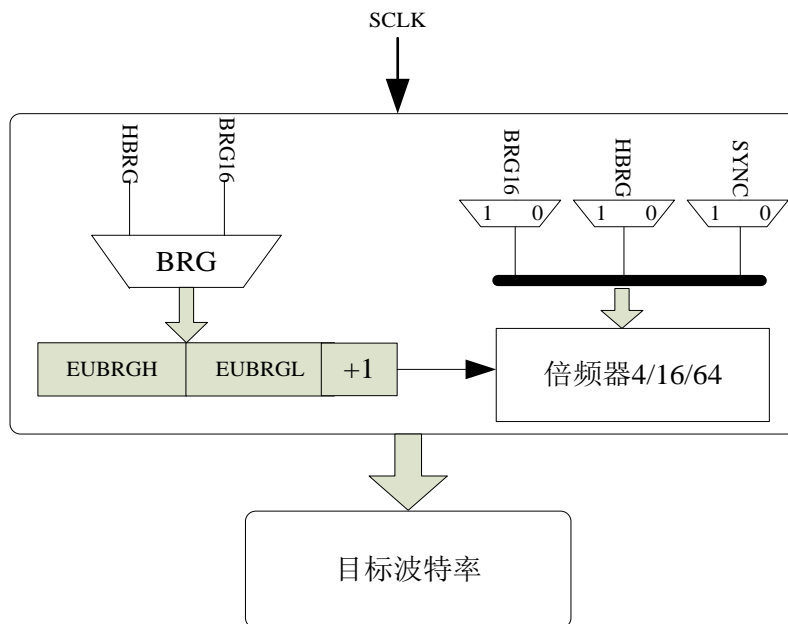 SCLK
HBRG
BRG16
BRG
BRG16
HBRG
SYNC
1 0
1 0
1 0
EUBRGH
EUBRGL
+1
倍频器4/16/64
目标波特率